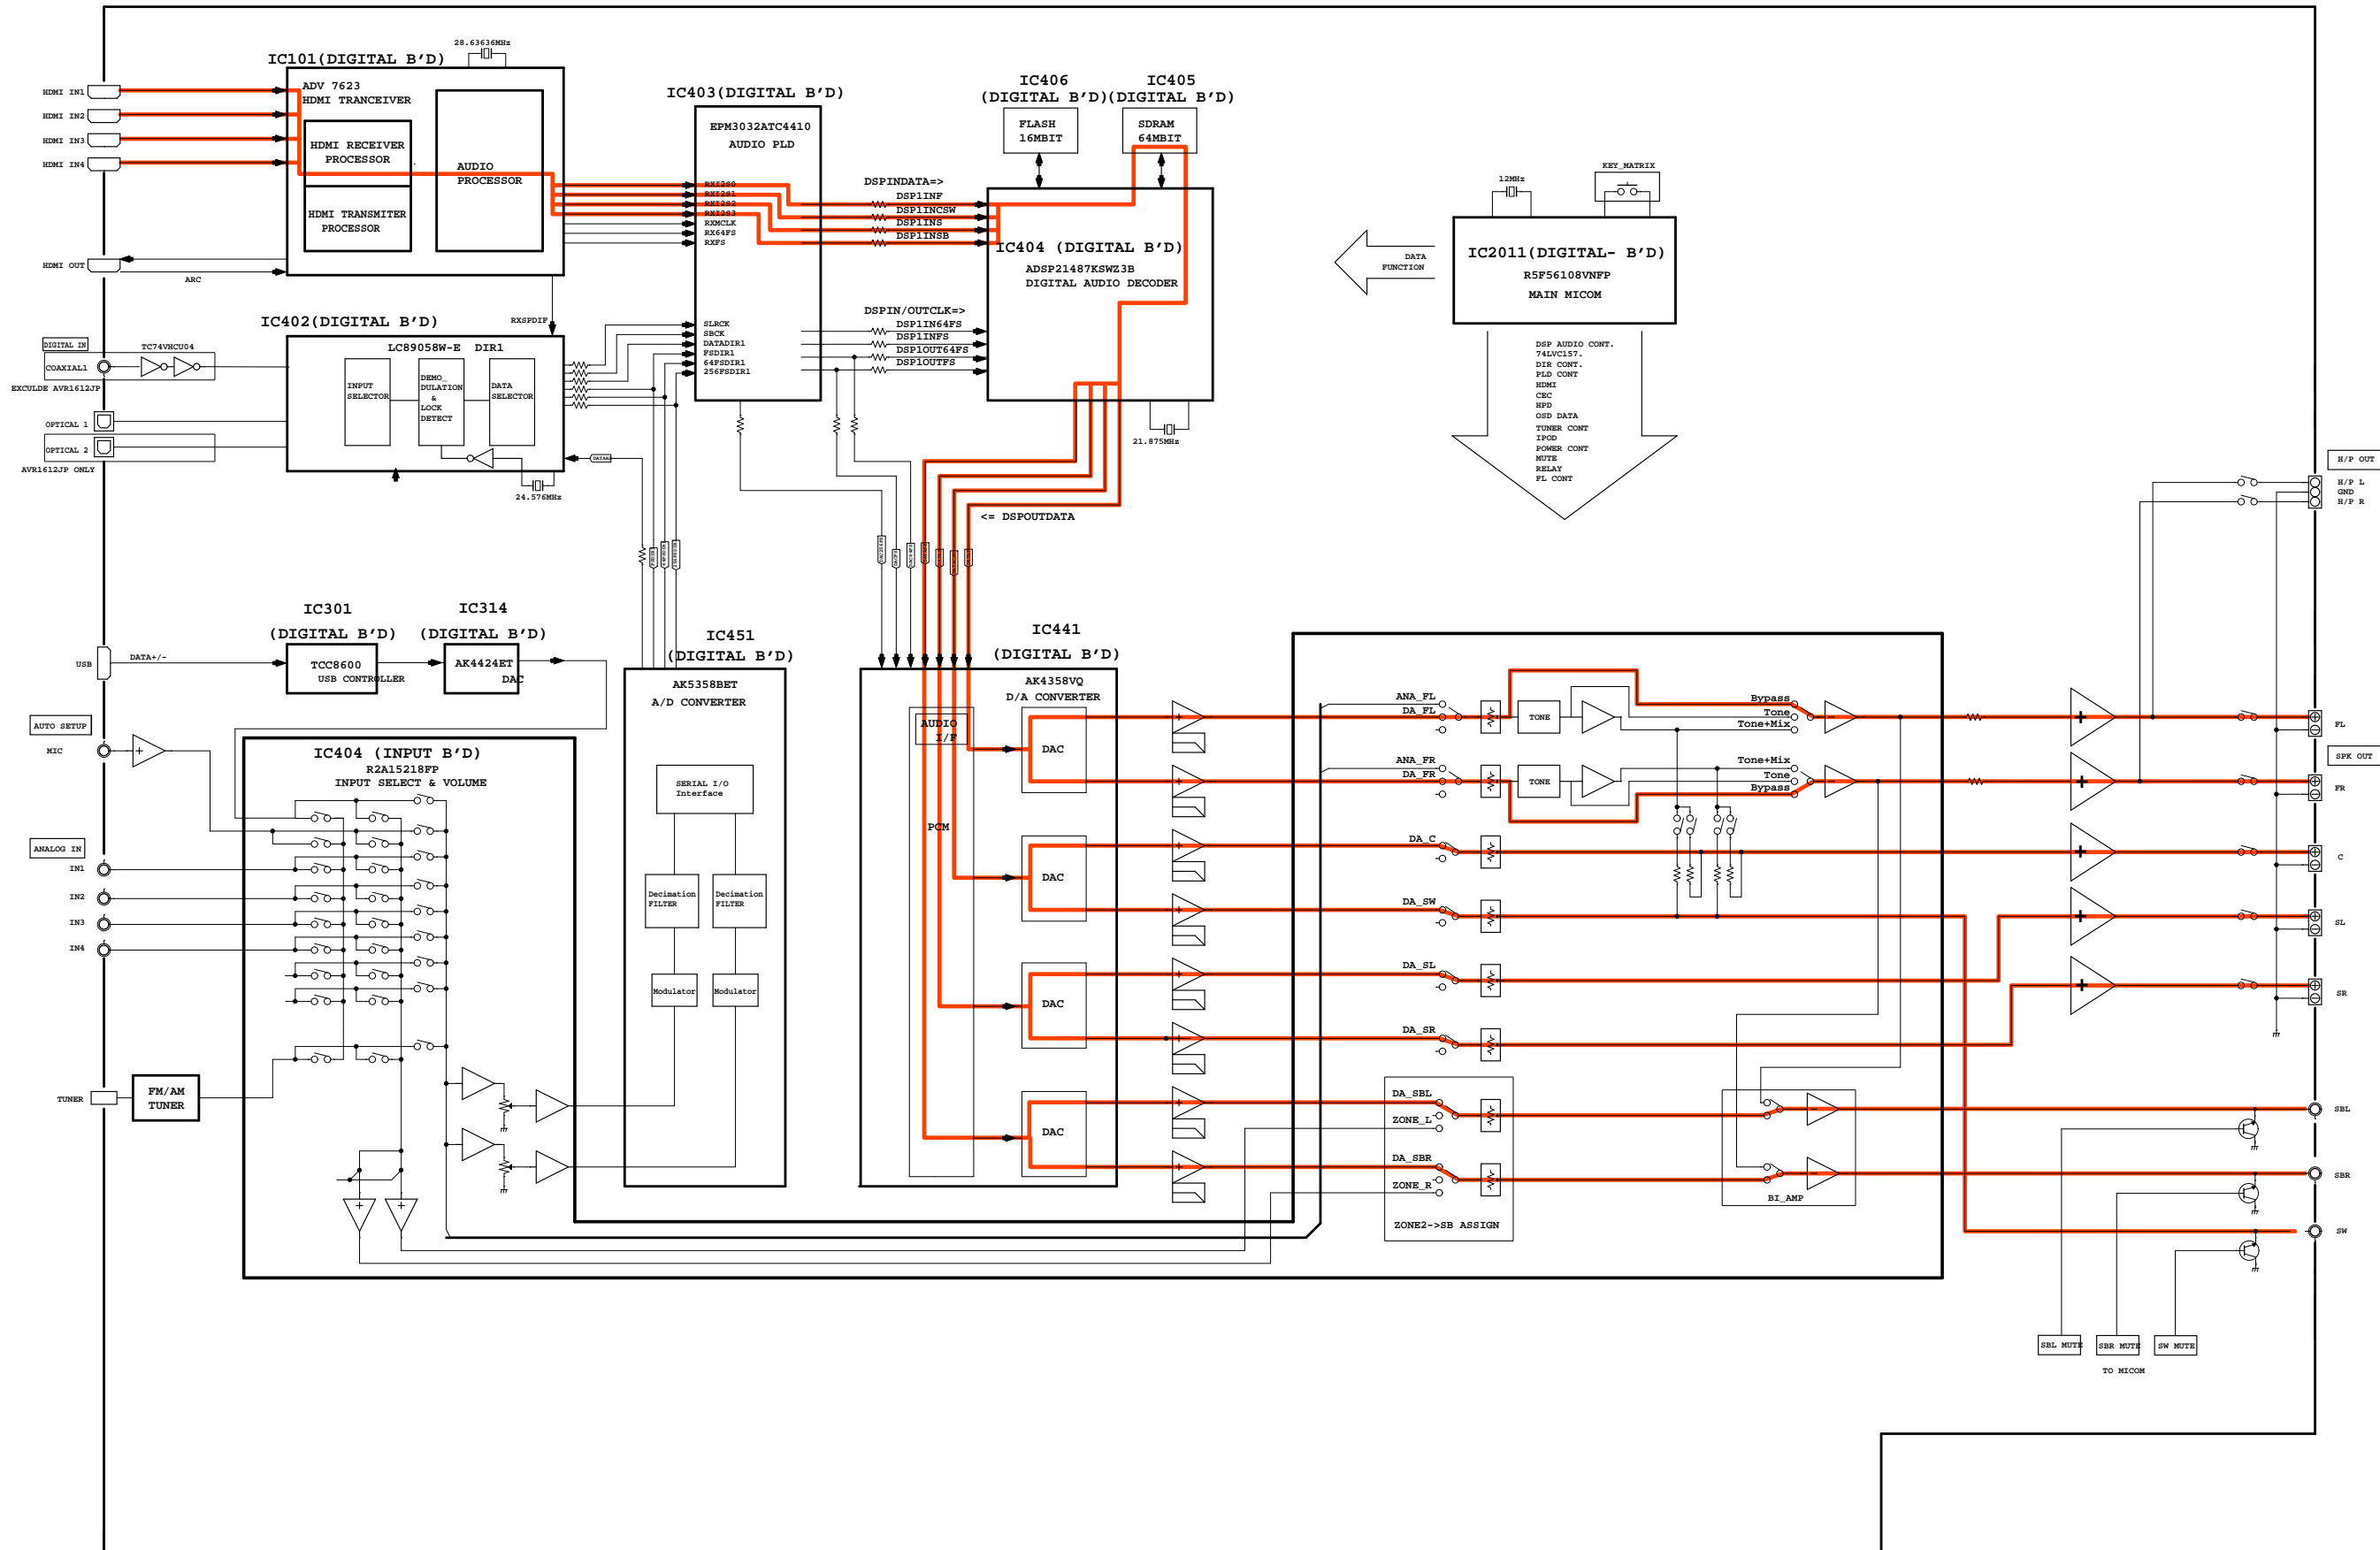 28.63636MHz
IC101(DIGITAL B'D)
ADV 7623
HDMI TRANCEIVER
HDMI RECEIVER
PROCESSOR
HDMI TRANSMITER
PROCESSOR
AUDIO
PROCESSOR
HDMI IN1
HDMI IN2
HDMI IN3
HDMI IN4
HDMI OUT
ARC
RXSPDIF
IC403(DIGITAL B'D)
EPM3032ATC4410
AUDIO PLD
RXI2S0
RXI2S1
RXI2S2
RXI2S3
RXMCLK
RX64FS
RXFS
SLRCK
SBCK
DATADIR1
FSDIR1
64FSDIR1
256FSDIR1
IC406
(DIGITAL B'D)
FLASH
16MBIT
IC405
(DIGITAL B'D)
SDRAM
64MBIT
DSPINDATA=>
DSP1INF
DSP1INCSW
DSP1INS
DSP1INSB
IC404 (DIGITAL B'D)
ADSP21487KSWZ3B
DIGITAL AUDIO DECODER
DSPIN/OUTCLK=>
DSP1IN64FS
DSP1INFS
DSP1OUT64FS
DSP1OUTFS
21.875MHz
<= DSPOUTDATA
KEY_MATRIX
12MHz
IC2011(DIGITAL- B'D)
R5F56108VNFP
MAIN MICOM
DATA
FUNCTION
DSP AUDIO CONT.
74LVC157.
DIR CONT.
PLD CONT
HDMI
CEC
HPD
OSD DATA
TUNER CONT
IPOD
POWER CONT
MUTE
RELAY
FL CONT
IC402(DIGITAL B'D)
LC89058W-E DIR1
INPUT
SELECTOR
DEMO_
DULATION
&
LOCK
DETECT
DATA
SELECTOR
24.576MHz
DIGITAL IN
TC74VHCU04
COAXIAL1
EXCULDE AVR1612JP
OPTICAL 1
OPTICAL 2
AVR1612JP ONLY
H/P OUT
H/P L
GND
H/P R
IC301
(DIGITAL B'D)
TCC8600
USB CONTROLLER
IC314
(DIGITAL B'D)
AK4424ET
DAC
USB
DATA+/-
AUTO SETUP
MIC
ANALOG IN
IN1
IN2
IN3
IN4
TUNER
FM/AM
TUNER
IC404 (INPUT B'D)
R2A15218FP
INPUT SELECT & VOLUME
IC451
(DIGITAL B'D)
AK5358BET
A/D CONVERTER
SERIAL I/O
Interface
Decimation
FILTER
Decimation
FILTER
Modulator
Modulator
IC441
(DIGITAL B'D)
AK4358VQ
D/A CONVERTER
AUDIO
I/F
PCM
DAC
DAC
DAC
DAC
ANA_FL
DA_FL
ANA_FR
DA_FR
DA_C
DA_SW
DA_SL
DA_SR
DA_SBL
ZONE_L
DA_SBR
ZONE_R
ZONE2->SB ASSIGN
TONE
Bypass
Tone
Tone+Mix
TONE
Tone+Mix
Tone
Bypass
BI_AMP
FL
SPK OUT
FR
C
SL
SR
SBL
SBR
SW
SBL MUTE
SBR MUTE
SW MUTE
TO MICOM